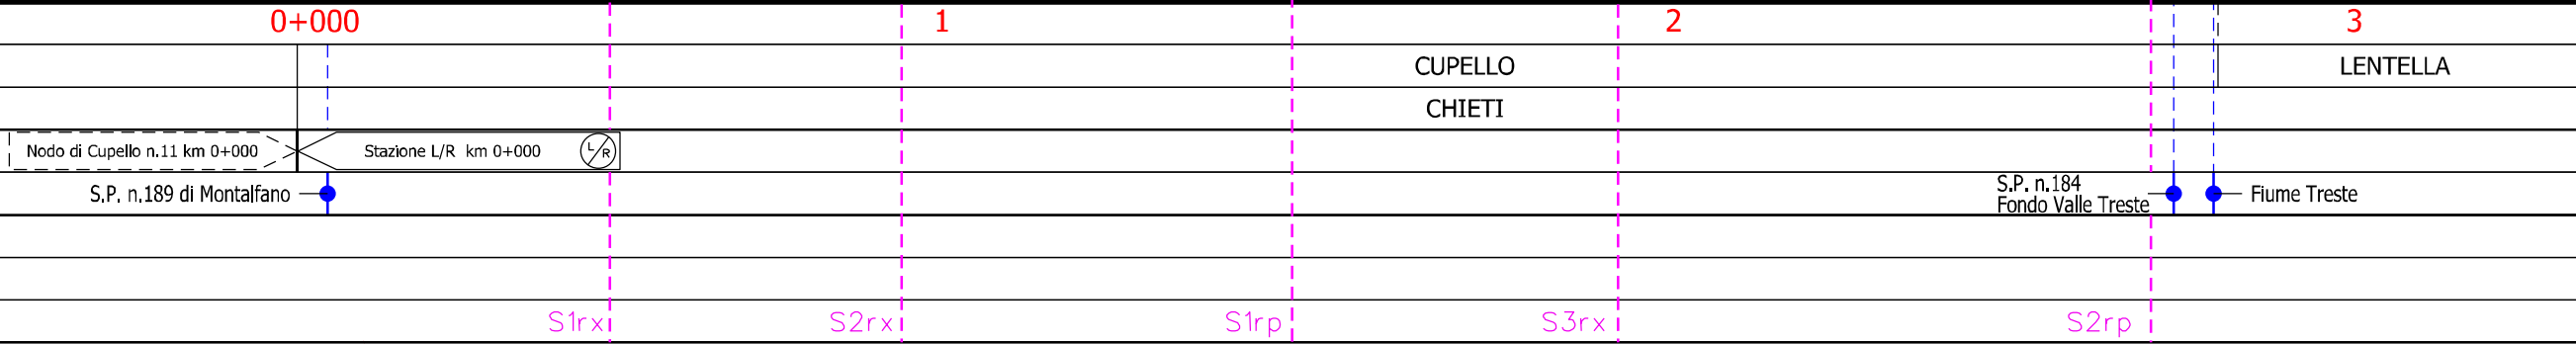 0+000 1 2 3
CUPELLO LENTELLA
CHIETI
Nodo di Cupello n.11 km 0+000 Stazione L/R km 0+000 L/R
S.P. n.189 di Montalfano
S.P. n.184
Fondo Valle Treste
Fiume Treste
S1rx S2rx S1rp S3rx S2rp